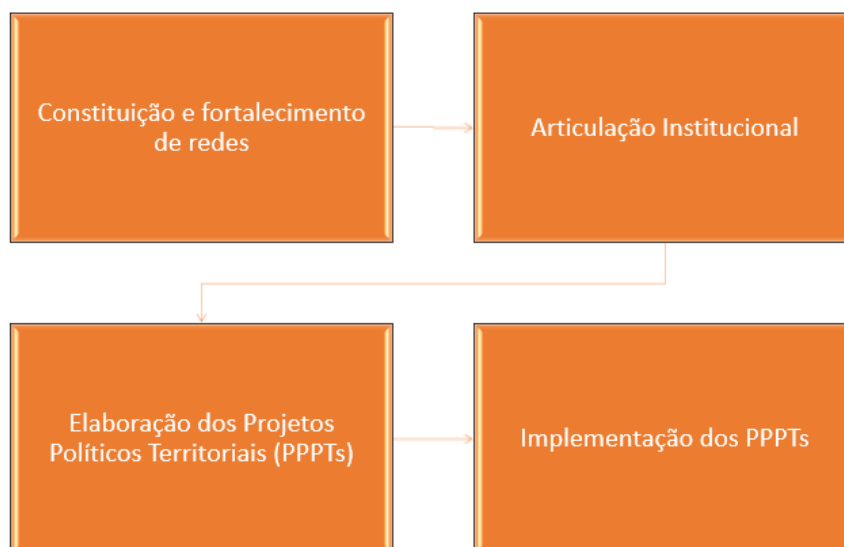 Constituição e fortalecimento
de redes
Articulação Institucional
Elaboração dos Projetos
Políticos Territoriais (PPPTs)
Implementação dos PPPTs